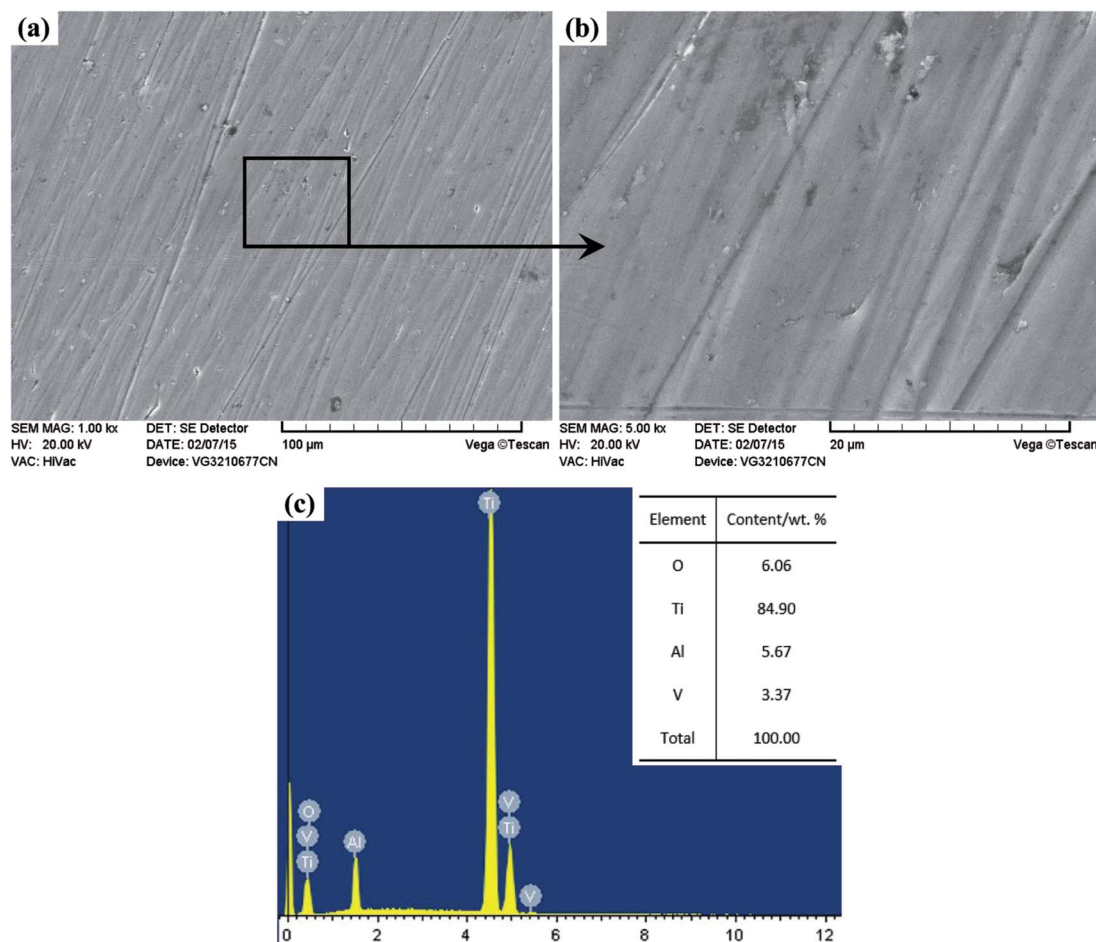 (a)
SEM MAG: 1.00 kx DET: SE Detector
HV: 20.00 kV DATE: 02/07/15 100 µm Vega ©Tescan
VAC: HiVac Device: VG3210677CN
(b)
SEM MAG: 5.00 kx DET: SE Detector
HV: 20.00 kV DATE: 02/07/15 20 µm Vega ©Tescan
VAC: HiVac Device: VG3210677CN
(c)
Ti
O
V
Ti
Al
V
Ti
V
0 2 4 6 8 10 12
Element Content/wt. %
O 6.06
Ti 84.90
Al 5.67
V 3.37
Total 100.00